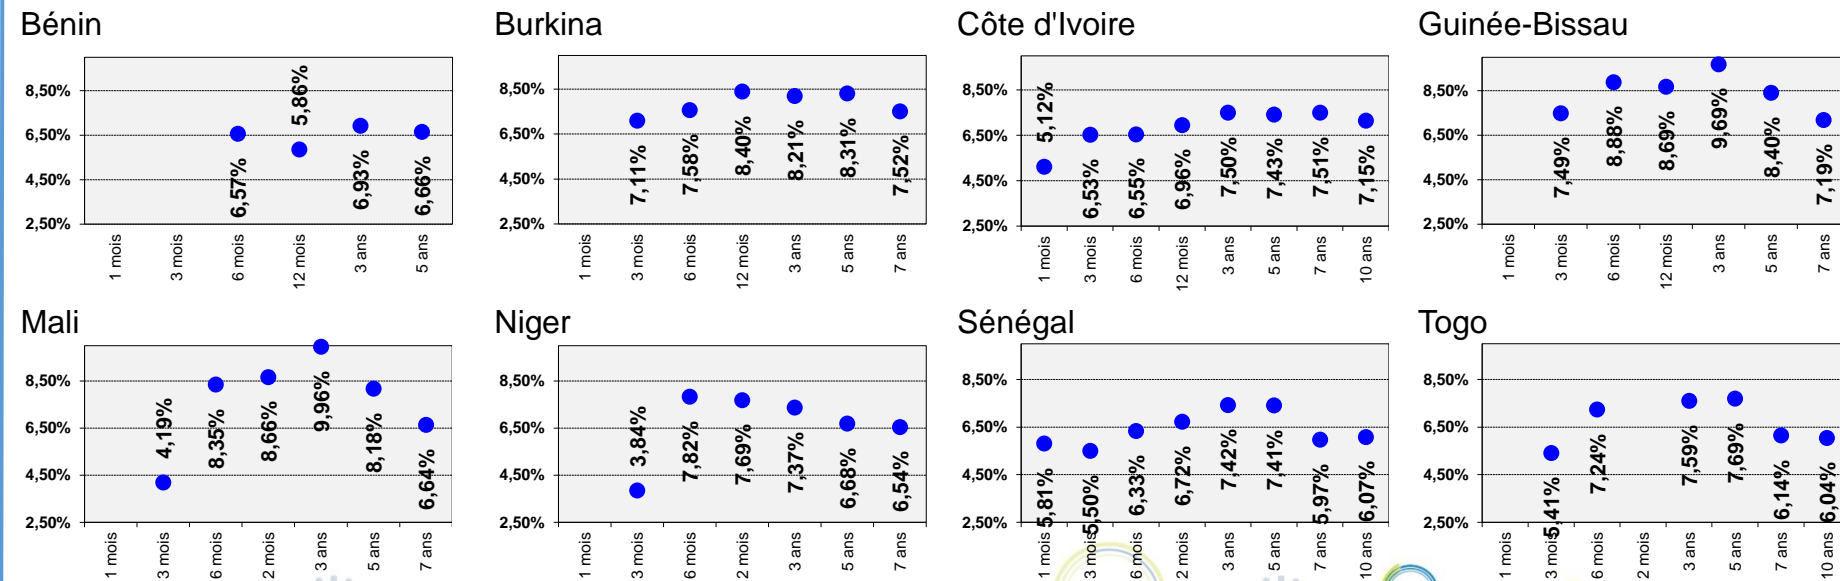 Bénin
8,50%
6,50%
4,50%
2,50%
6,57%
5,86%
6,93%
6,66%
1 mois
3 mois
6 mois
12 mois
3 ans
5 ans
Burkina
8,50%
6,50%
4,50%
2,50%
7,11%
7,58%
8,40%
8,21%
8,31%
7,52%
1 mois
3 mois
6 mois
12 mois
3 ans
5 ans
7 ans
Côte d'Ivoire
8,50%
6,50%
4,50%
2,50%
5,12%
6,53%
6,55%
6,96%
7,50%
7,43%
7,51%
7,15%
1 mois
3 mois
6 mois
12 mois
3 ans
5 ans
7 ans
10 ans
Guinée-Bissau
8,50%
6,50%
4,50%
2,50%
7,49%
8,88%
8,69%
9,69%
8,40%
7,19%
1 mois
3 mois
6 mois
12 mois
3 ans
5 ans
7 ans
Mali
8,50%
6,50%
4,50%
2,50%
4,19%
8,35%
8,66%
9,96%
8,18%
6,64%
1 mois
3 mois
6 mois
2 mois
3 ans
5 ans
7 ans
Niger
8,50%
6,50%
4,50%
2,50%
3,84%
7,82%
7,69%
7,37%
6,68%
6,54%
1 mois
3 mois
6 mois
2 mois
3 ans
5 ans
7 ans
Sénégal
8,50%
6,50%
4,50%
2,50%
5,81%
5,50%
6,33%
6,72%
7,42%
7,41%
5,97%
6,07%
1 mois
3 mois
6 mois
2 mois
3 ans
5 ans
7 ans
10 ans
Togo
8,50%
6,50%
4,50%
2,50%
5,41%
7,24%
7,59%
7,69%
6,14%
6,04%
1 mois
3 mois
6 mois
2 mois
3 ans
5 ans
7 ans
10 ans